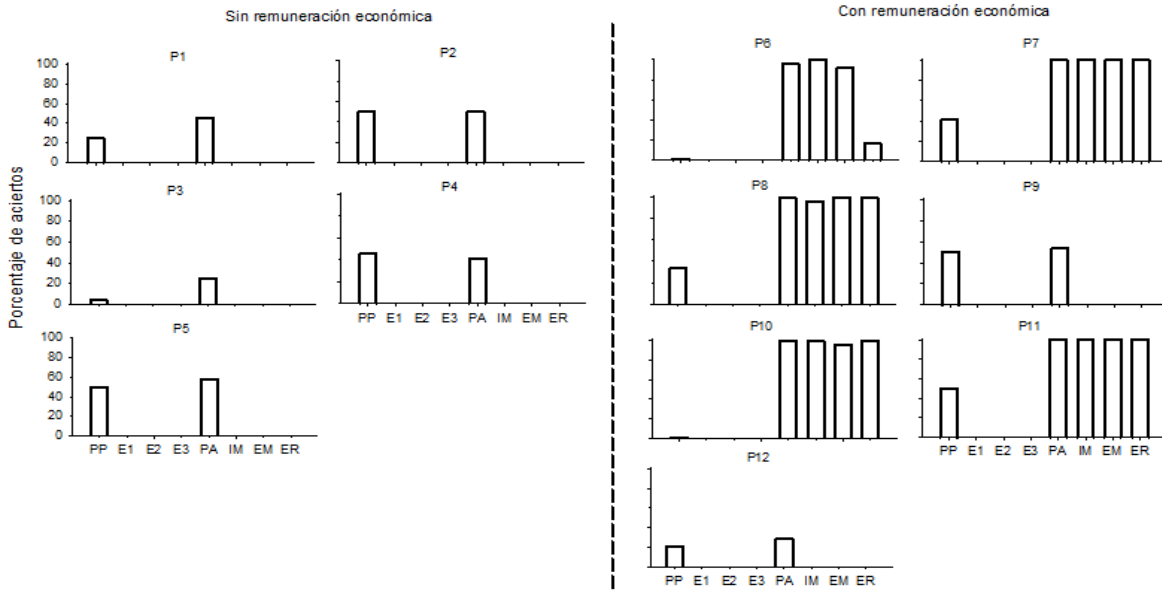 Sin remuneración económica
Con remuneración económica
Porcentaje de aciertos
P1
100
80
60
40
20
0
P2
P3
100
80
60
40
20
0
P4
PP E1 E2 E3 PA IM EM ER
P5
100
80
60
40
20
0
PP E1 E2 E3 PA IM EM ER
P6
P7
P8
P9
P10
P11
PP E1 E2 E3 PA IM EM ER
P12
PP E1 E2 E3 PA IM EM ER